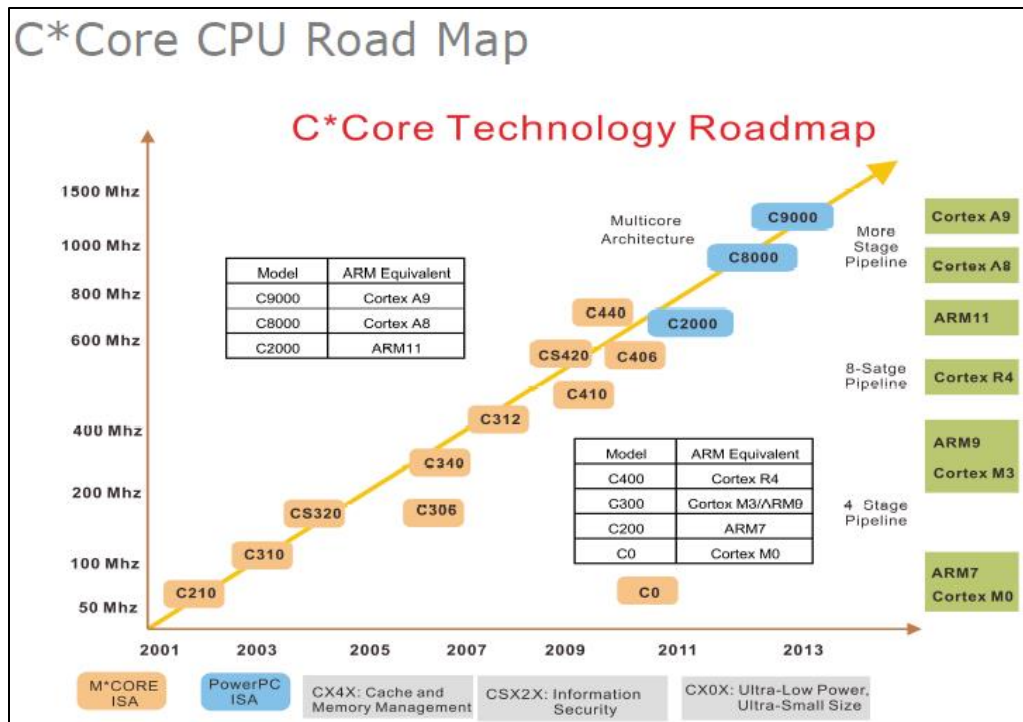 C*Core CPU Road Map
C*Core Technology Roadmap
1500 Mhz
1000 Mhz
800 Mhz
600 Mhz
400 Mhz
200 Mhz
100 Mhz
50 Mhz
Model ARM Equivalent
C9000 Cortex A9
C8000 Cortex A8
C2000 ARM11
Multicore
Architecture
C9000
C8000
C440
C2000
CS420
C406
C410
C312
C340
CS320
C306
C310
C210
C0
More
Stage
Pipeline
8-Satge
Pipeline
4 Stage
Pipeline
Model ARM Equivalent
C400 Cortex R4
C300 Cortox M3/ARM9
C200 ARM7
C0 Cortex M0
Cortex A9
Cortex A8
ARM11
Cortex R4
ARM9
Cortex M3
ARM7
Cortex M0
2001 2003 2005 2007 2009 2011 2013
M*CORE
ISA
PowerPC
ISA
CX4X: Cache and
Memory Management
CSX2X: Information
Security
CX0X: Ultra-Low Power,
Ultra-Small Size